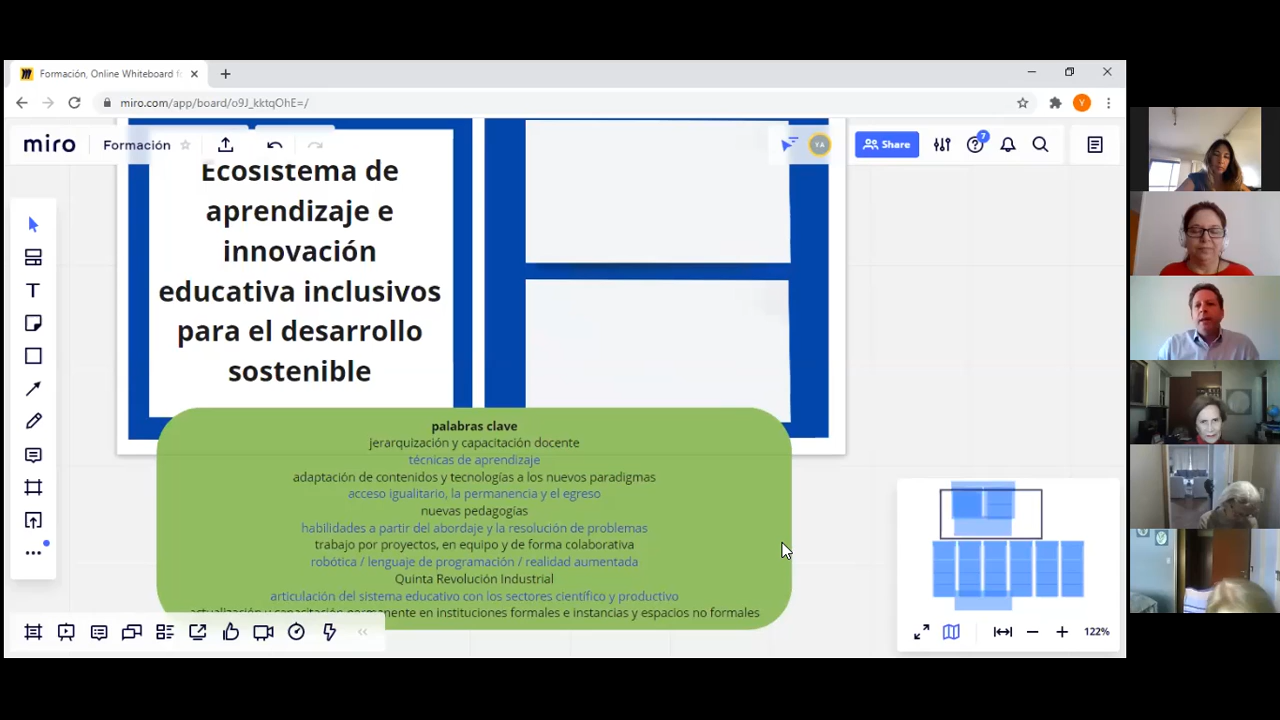 Formación, Online Whiteboard f
miro.com/app/board/o9J_kktqOhE=/
Y
miro
Formación
YA
Share
7
Ecosistema de
aprendizaje e
innovación
educativa inclusivos
para el desarrollo
sostenible
T
palabras clave
jerarquización y capacitación docente
técnicas de aprendizaje
adaptación de contenidos y tecnologías a los nuevos paradigmas
acceso igualitario, la permanencia y el egreso
nuevas pedagogías
habilidades a partir del abordaje y la resolución de problemas
trabajo por proyectos, en equipo y de forma colaborativa
robótica / lenguaje de programación / realidad aumentada
Quinta Revolución Industrial
articulación del sistema educativo con los sectores científico y productivo
actualización y capacitación permanente en instituciones formales e instancias y espacios no formales
122%